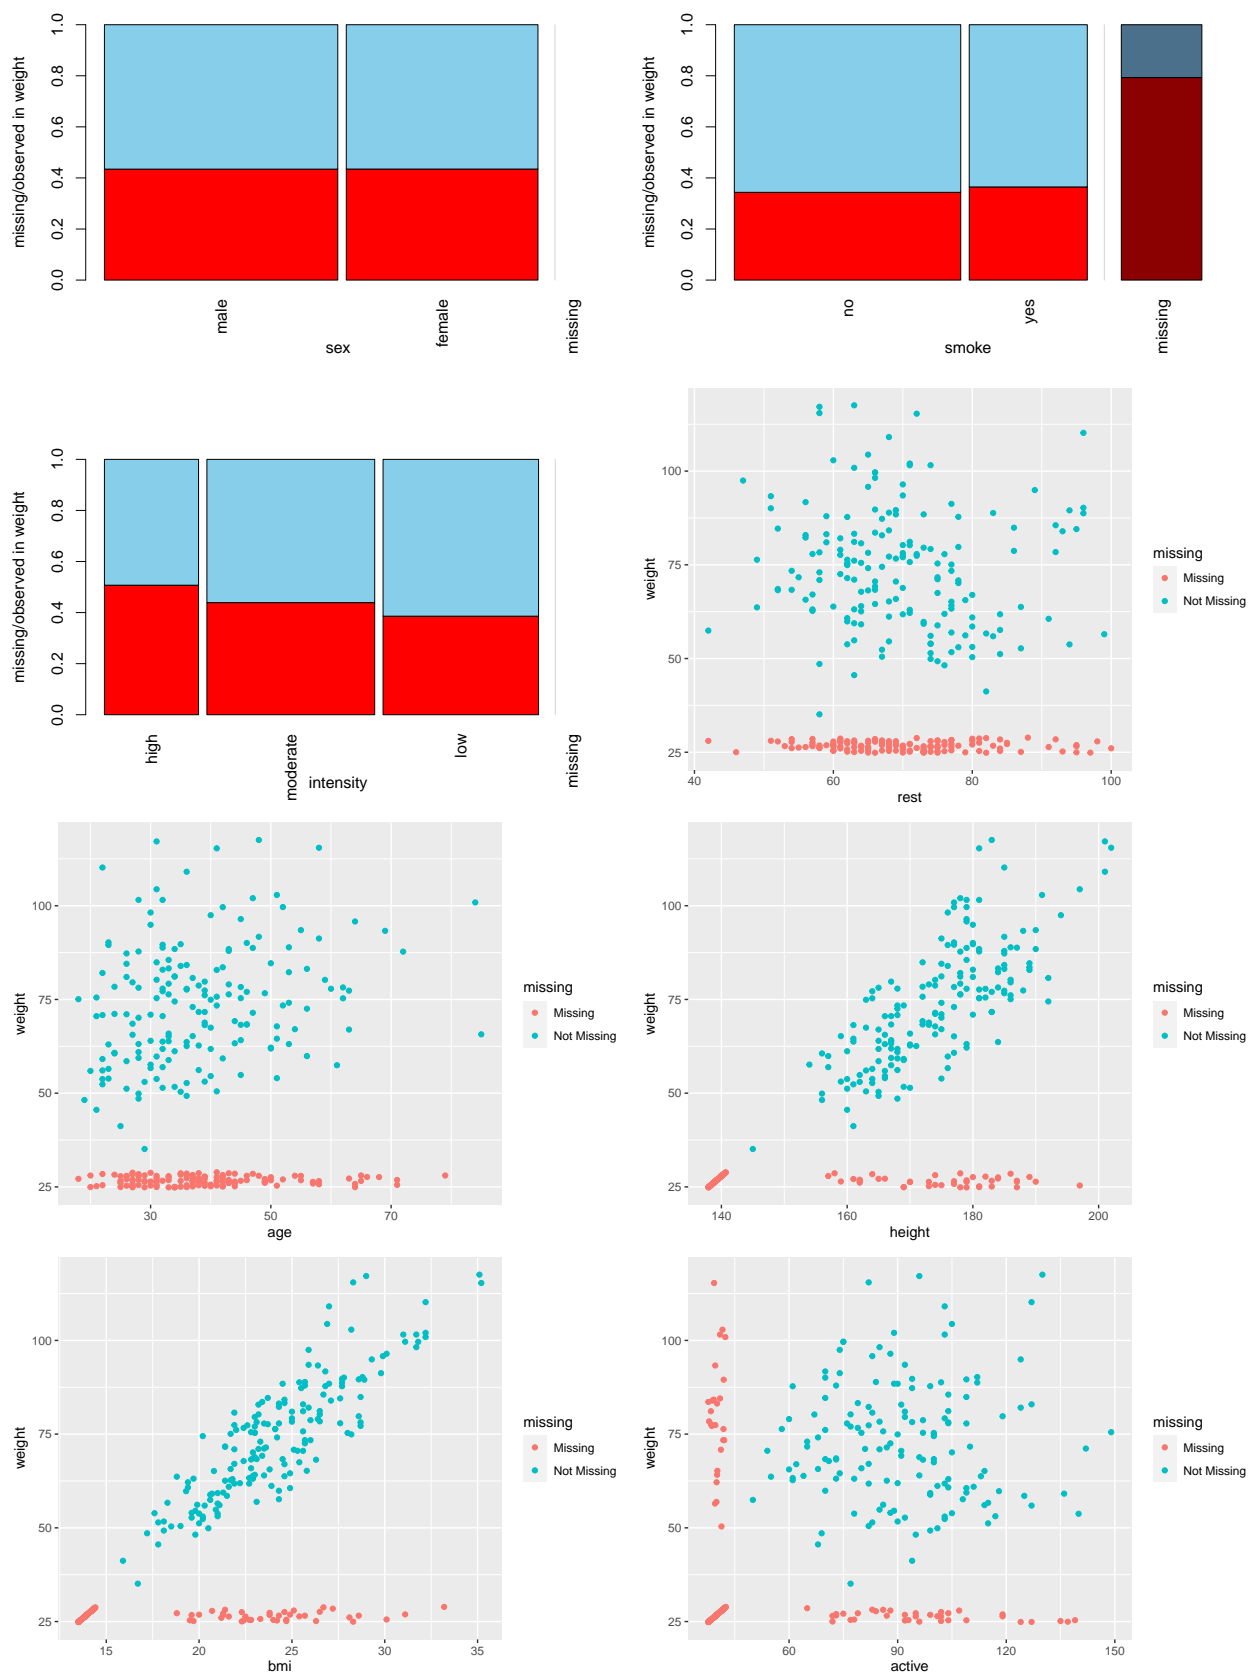 missing/observed in weight
0.0 0.2 0.4 0.6 0.8 1.0
male female missing
sex
missing/observed in weight
0.0 0.2 0.4 0.6 0.8 1.0
no yes missing
smoke
missing/observed in weight
0.0 0.2 0.4 0.6 0.8 1.0
high moderate low missing
intensity
weight
100
75
50
25
40 60 80 100
rest
missing
Missing
Not Missing
weight
100
75
50
25
30 50 70
age
missing
Missing
Not Missing
weight
100
75
50
25
140 160 180 200
height
missing
Missing
Not Missing
weight
100
75
50
25
15 20 25 30 35
bmi
missing
Missing
Not Missing
weight
100
75
50
25
60 90 120 150
active
missing
Missing
Not Missing